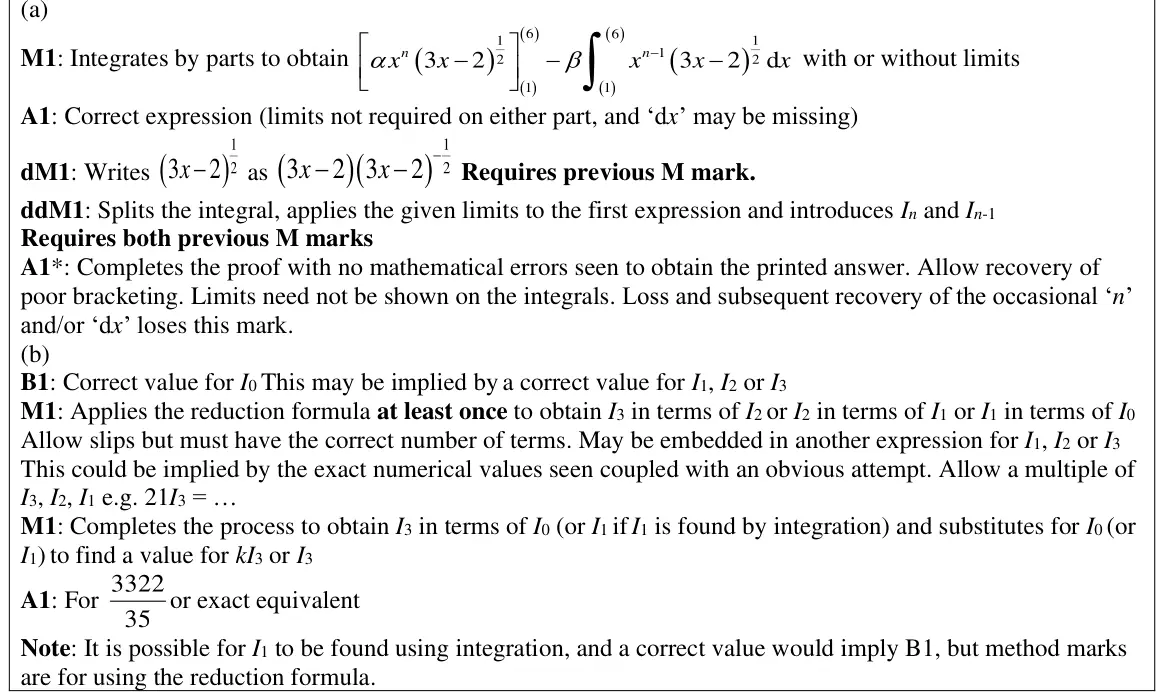 (a)
M1: Integrates by parts to obtain [αxⁿ(3x−2)^{1/2}]_{(1)}^{(6)} − β∫_{(1)}^{(6)} x^{n−1}(3x−2)^{1/2} dx with or without limits
A1: Correct expression (limits not required on either part, and ‘dx’ may be missing)
dM1: Writes (3x−2)^{1/2} as (3x−2)(3x−2)^{−1/2} Requires previous M mark.
ddM1: Splits the integral, applies the given limits to the first expression and introduces Iₙ and Iₙ₋₁
Requires both previous M marks
A1*: Completes the proof with no mathematical errors seen to obtain the printed answer. Allow recovery of
poor bracketing. Limits need not be shown on the integrals. Loss and subsequent recovery of the occasional ‘n’
and/or ‘dx’ loses this mark.
(b)
B1: Correct value for I₀ This may be implied by a correct value for I₁, I₂ or I₃
M1: Applies the reduction formula at least once to obtain I₃ in terms of I₂ or I₂ in terms of I₁ or I₁ in terms of I₀
Allow slips but must have the correct number of terms. May be embedded in another expression for I₁, I₂ or I₃
This could be implied by the exact numerical values seen coupled with an obvious attempt. Allow a multiple of
I₃, I₂, I₁ e.g. 21I₃ = …
M1: Completes the process to obtain I₃ in terms of I₀ (or I₁ if I₁ is found by integration) and substitutes for I₀ (or
I₁) to find a value for kI₃ or I₃
A1: For 3322/35 or exact equivalent
Note: It is possible for I₁ to be found using integration, and a correct value would imply B1, but method marks
are for using the reduction formula.